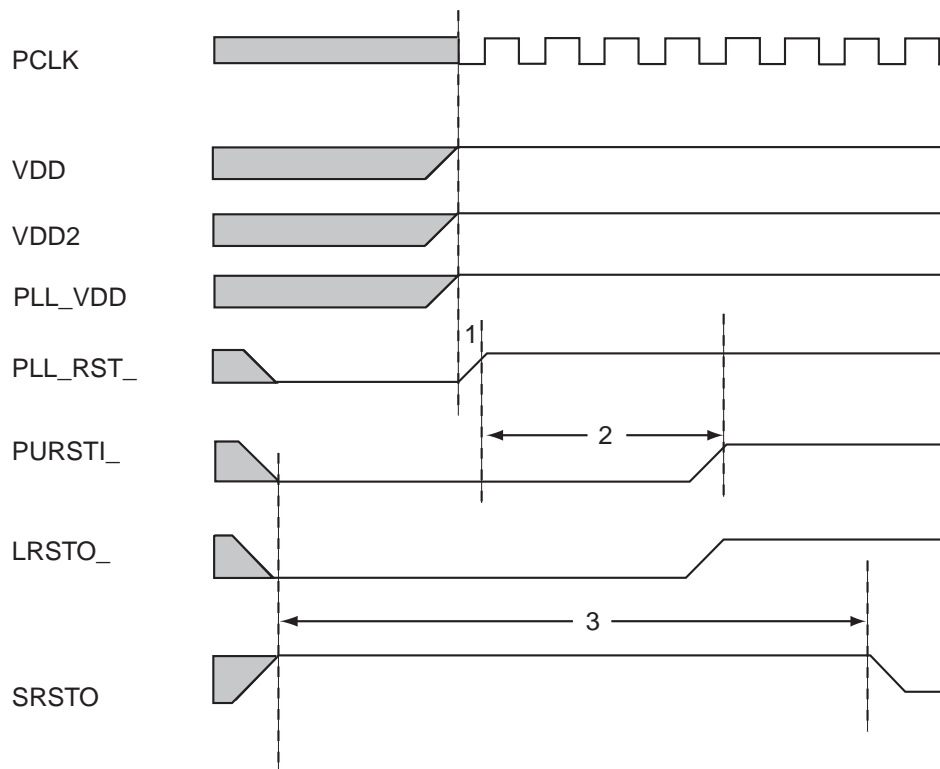 PCLK
VDD
VDD2
PLL_VDD
1
PLL_RST_
2
PURSTI_
LRSTO_
3
SRSTO